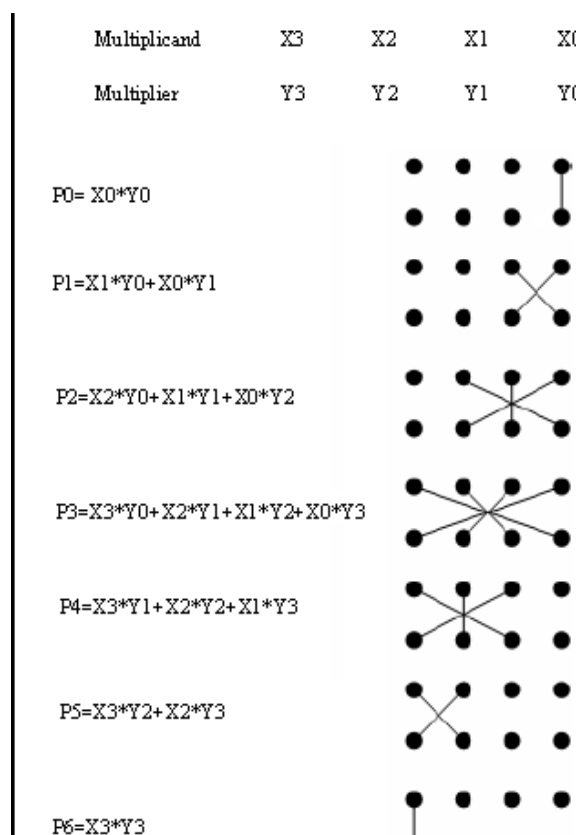 Multiplicand X3 X2 X1 X0
Multiplier Y3 Y2 Y1 Y0
P0= X0*Y0
P1=X1*Y0+X0*Y1
P2=X2*Y0+X1*Y1+X0*Y2
P3=X3*Y0+X2*Y1+X1*Y2+X0*Y3
P4=X3*Y1+X2*Y2+X1*Y3
P5=X3*Y2+X2*Y3
P6=X3*Y3